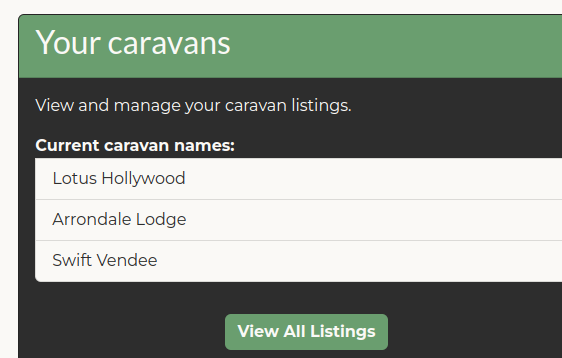 Your caravans
View and manage your caravan listings.
Current caravan names:
Lotus Hollywood
Arrondale Lodge
Swift Vendee
View All Listings